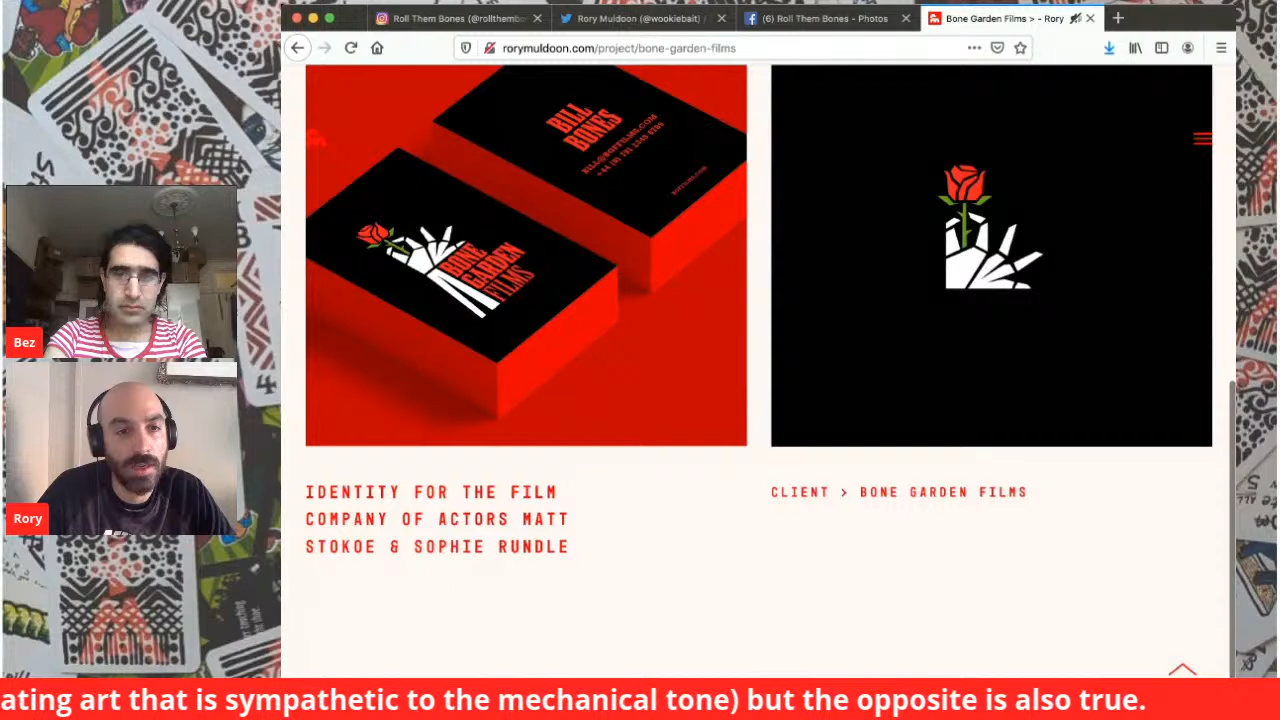 Roll Them Bones (@rollthembo
Rory Muldoon (@wookiebait) /
(6) Roll Them Bones - Photos
Bone Garden Films > - Rory
rorymuldoon.com/project/bone-garden-films
BILL
BONES
BONE
GARDEN
FILMS
Bez
Rory
IDENTITY FOR THE FILM
COMPANY OF ACTORS MATT
STOKOE & SOPHIE RUNDLE
CLIENT > BONE GARDEN FILMS
ating art that is sympathetic to the mechanical tone) but the opposite is also true.